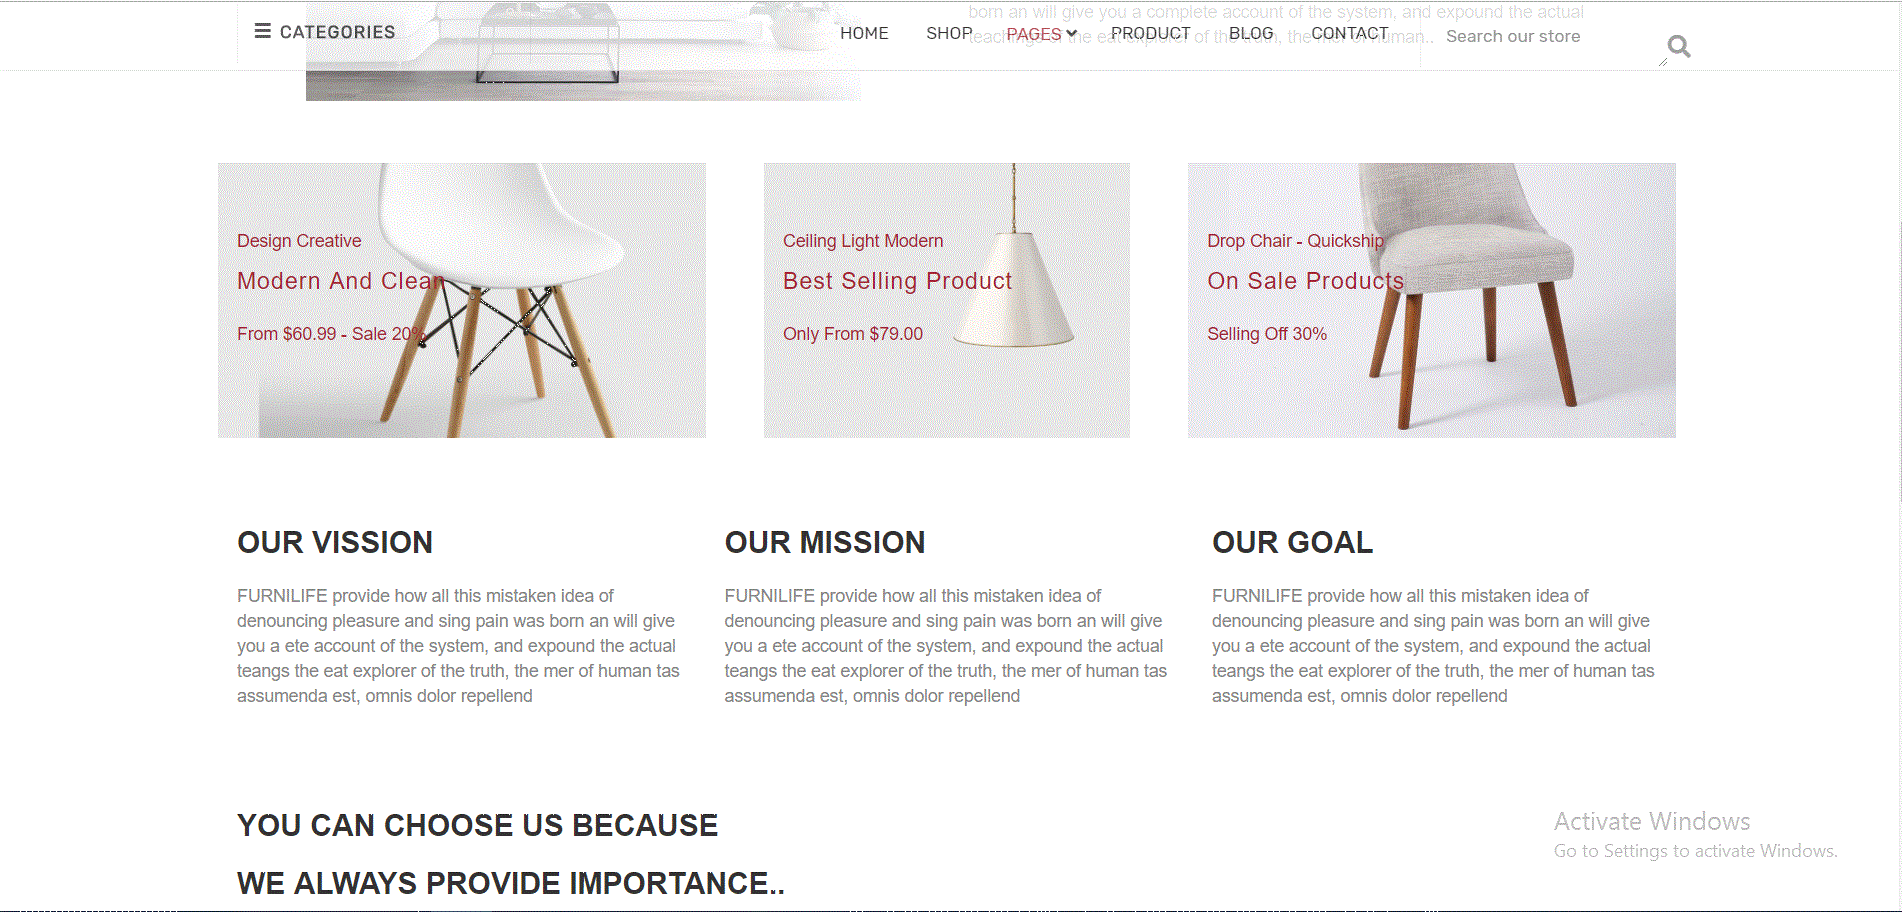 born an will give you a complete account of the system, and expound the actual
teachings of the eat explorer of the truth, the mer of human..
CATEGORIES
HOME SHOP PAGES PRODUCT BLOG CONTACT Search our store
Design Creative
Modern And Clean
From $60.99 - Sale 20%
Ceiling Light Modern
Best Selling Product
Only From $79.00
Drop Chair - Quickship
On Sale Products
Selling Off 30%
OUR VISSION
FURNILIFE provide how all this mistaken idea of
denouncing pleasure and sing pain was born an will give
you a ete account of the system, and expound the actual
teangs the eat explorer of the truth, the mer of human tas
assumenda est, omnis dolor repellend
OUR MISSION
FURNILIFE provide how all this mistaken idea of
denouncing pleasure and sing pain was born an will give
you a ete account of the system, and expound the actual
teangs the eat explorer of the truth, the mer of human tas
assumenda est, omnis dolor repellend
OUR GOAL
FURNILIFE provide how all this mistaken idea of
denouncing pleasure and sing pain was born an will give
you a ete account of the system, and expound the actual
teangs the eat explorer of the truth, the mer of human tas
assumenda est, omnis dolor repellend
YOU CAN CHOOSE US BECAUSE
WE ALWAYS PROVIDE IMPORTANCE..
Activate Windows
Go to Settings to activate Windows.